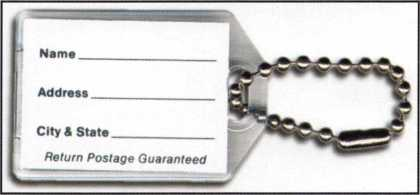 Name
Address
City & State
Return Postage Guaranteed